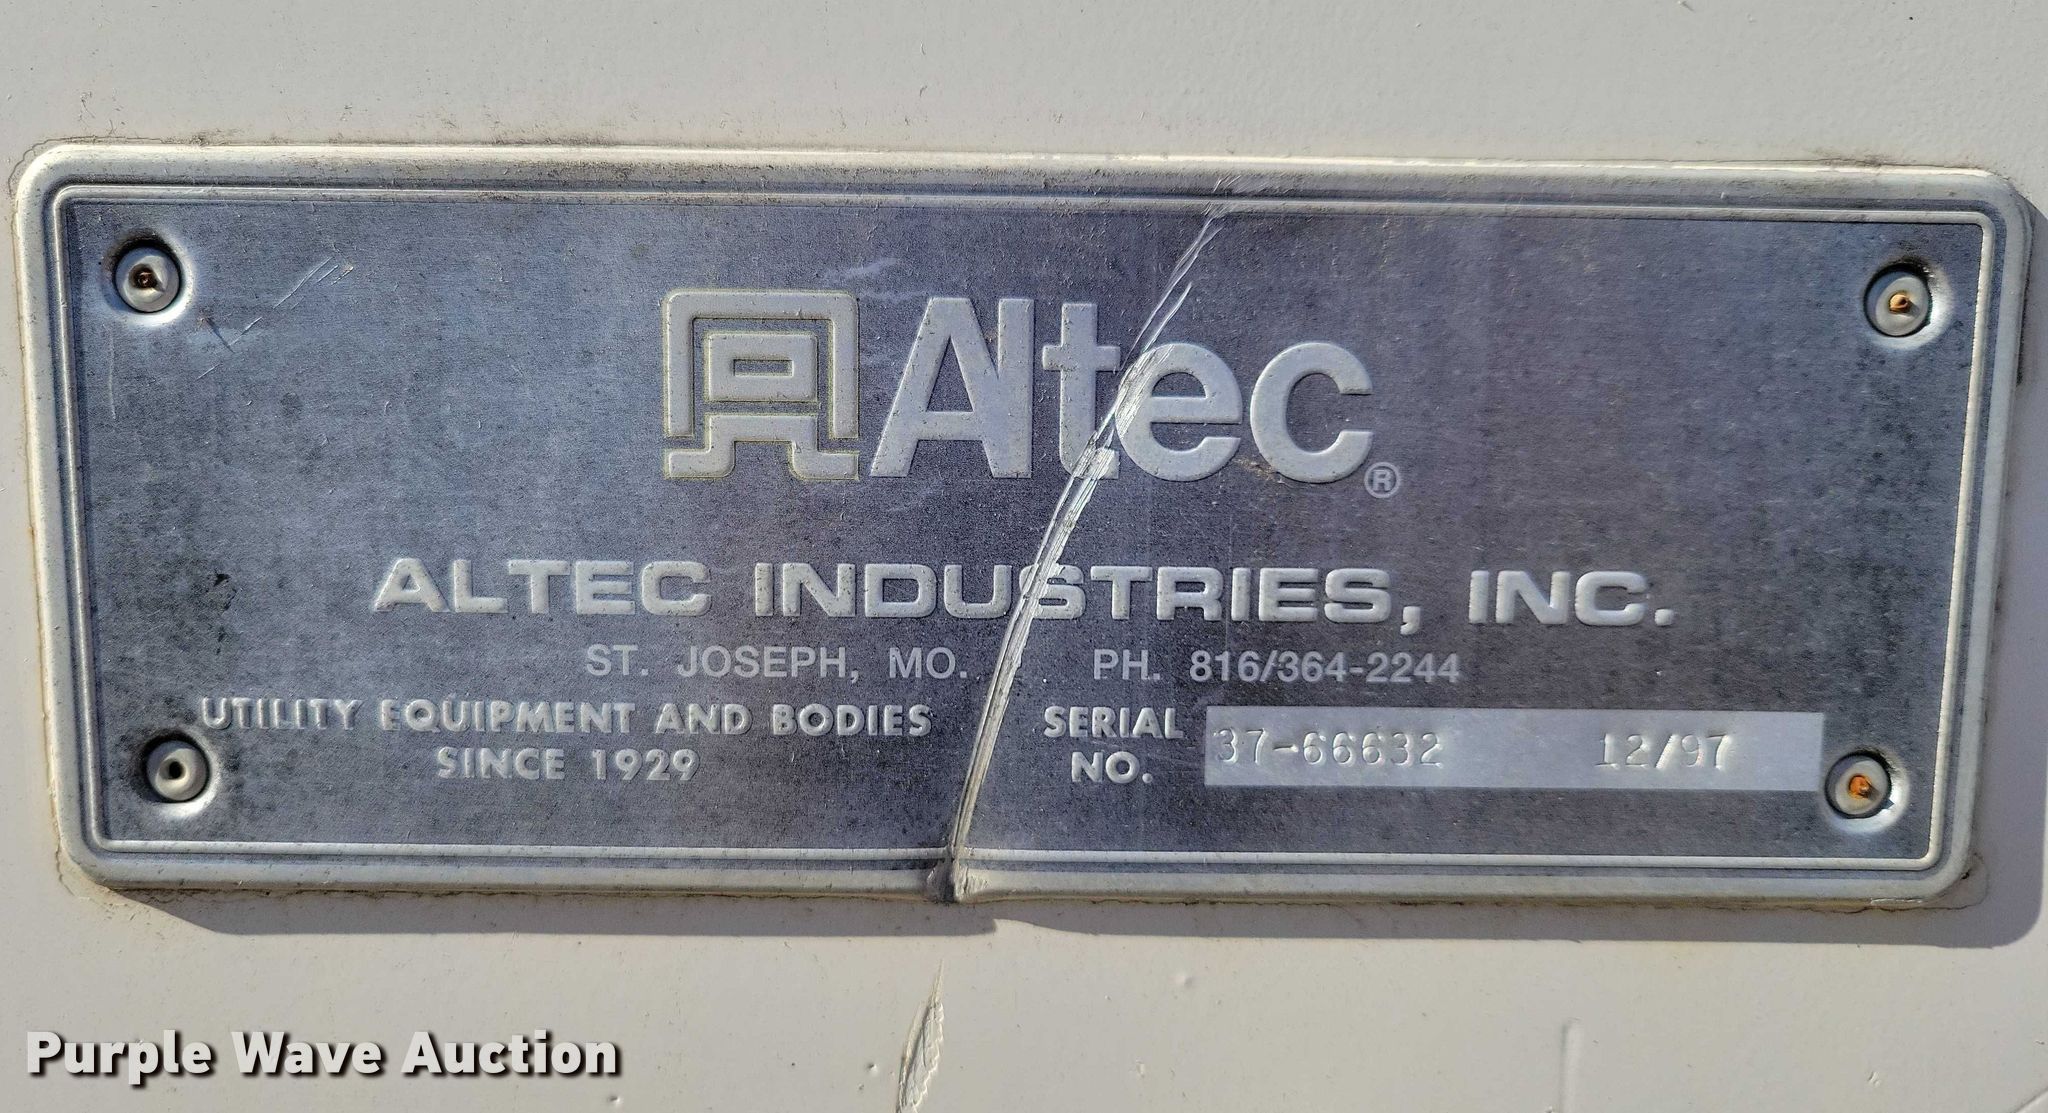 Altec®
ALTEC INDUSTRIES, INC.
ST. JOSEPH, MO. PH. 816/364-2244
UTILITY EQUIPMENT AND BODIES
SINCE 1929
SERIAL
NO.
37-66632 12/97
Purple Wave Auction